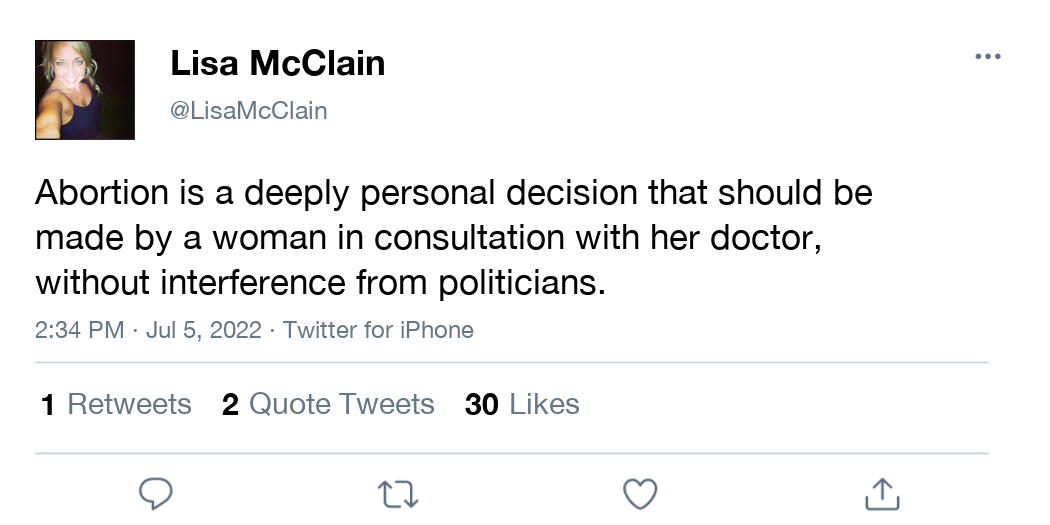 Lisa McClain
@LisaMcClain
Abortion is a deeply personal decision that should be
made by a woman in consultation with her doctor,
without interference from politicians.
2:34 PM · Jul 5, 2022 · Twitter for iPhone
1 Retweets 2 Quote Tweets 30 Likes